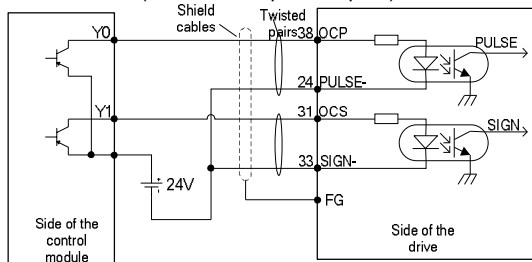 Shield
cables
Twisted
pairs
Y0
38 OCP
PULSE
24 PULSE-
Y1
31 OCS
SIGN
33 SIGN-
24V
FG
Side of the
control
module
Side of the
drive